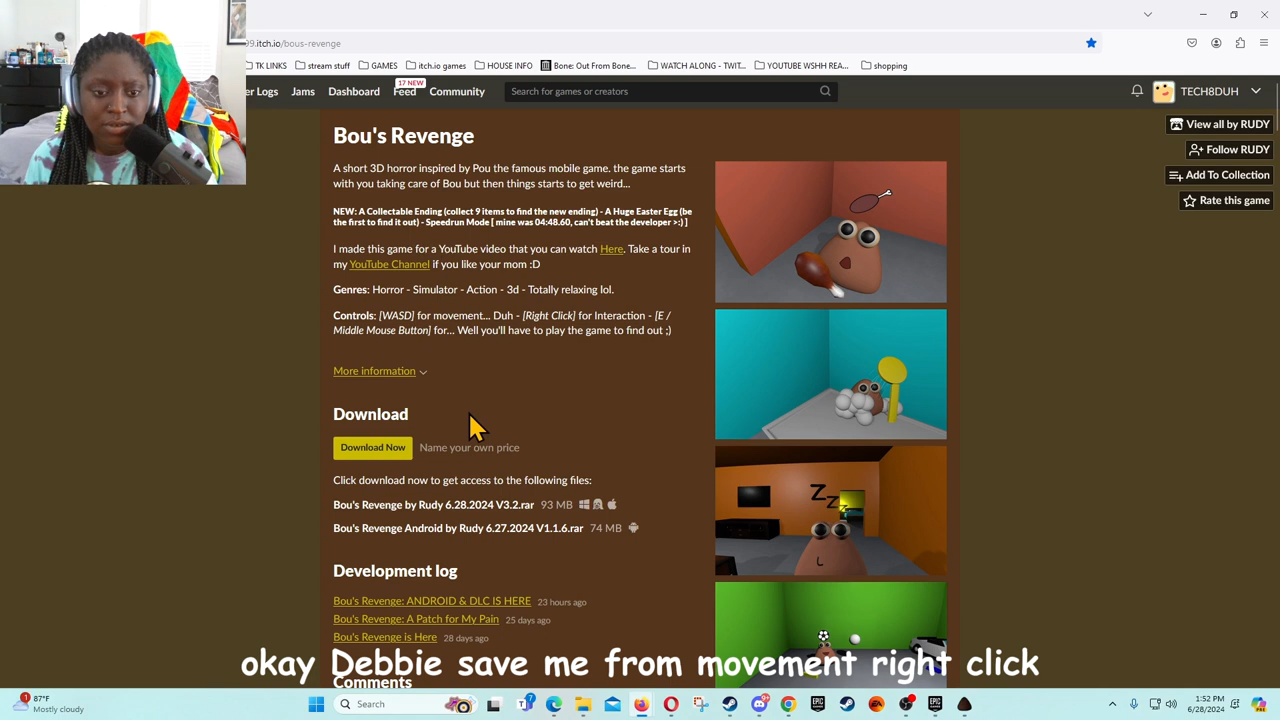 99.itch.io/bous-revenge
TK LINKS stream stuff GAMES itch.io games HOUSE INFO Bone: Out From Bone... WATCH ALONG - TWIT... YOUTUBE WSHH REA... shopping
er Logs Jams Dashboard 17 NEW Feed Community Search for games or creators TECH8DUH
View all by RUDY
Follow RUDY
Add To Collection
Rate this game
Bou's Revenge
A short 3D horror inspired by Pou the famous mobile game. the game starts
with you taking care of Bou but then things starts to get weird...
NEW: A Collectable Ending (collect 9 items to find the new ending) - A Huge Easter Egg (be
the first to find it out) - Speedrun Mode [ mine was 04:48.60, can't beat the developer >:) ]
I made this game for a YouTube video that you can watch Here. Take a tour in
my YouTube Channel if you like your mom :D
Genres: Horror - Simulator - Action - 3d - Totally relaxing lol.
Controls: [WASD] for movement... Duh - [Right Click] for Interaction - [E /
Middle Mouse Button] for... Well you'll have to play the game to find out ;)
More information
Download
Download Now Name your own price
Click download now to get access to the following files:
Bou's Revenge by Rudy 6.28.2024 V3.2.rar 93 MB
Bou's Revenge Android by Rudy 6.27.2024 V1.1.6.rar 74 MB
Development log
Bou's Revenge: ANDROID & DLC IS HERE 23 hours ago
Bou's Revenge: A Patch for My Pain 25 days ago
Bou's Revenge is Here 28 days ago
Comments
Z Z Z
okay Debbie save me from movement right click
1 87°F
Mostly cloudy
Search
EPIC
EA
EPIC
1:52 PM
6/28/2024